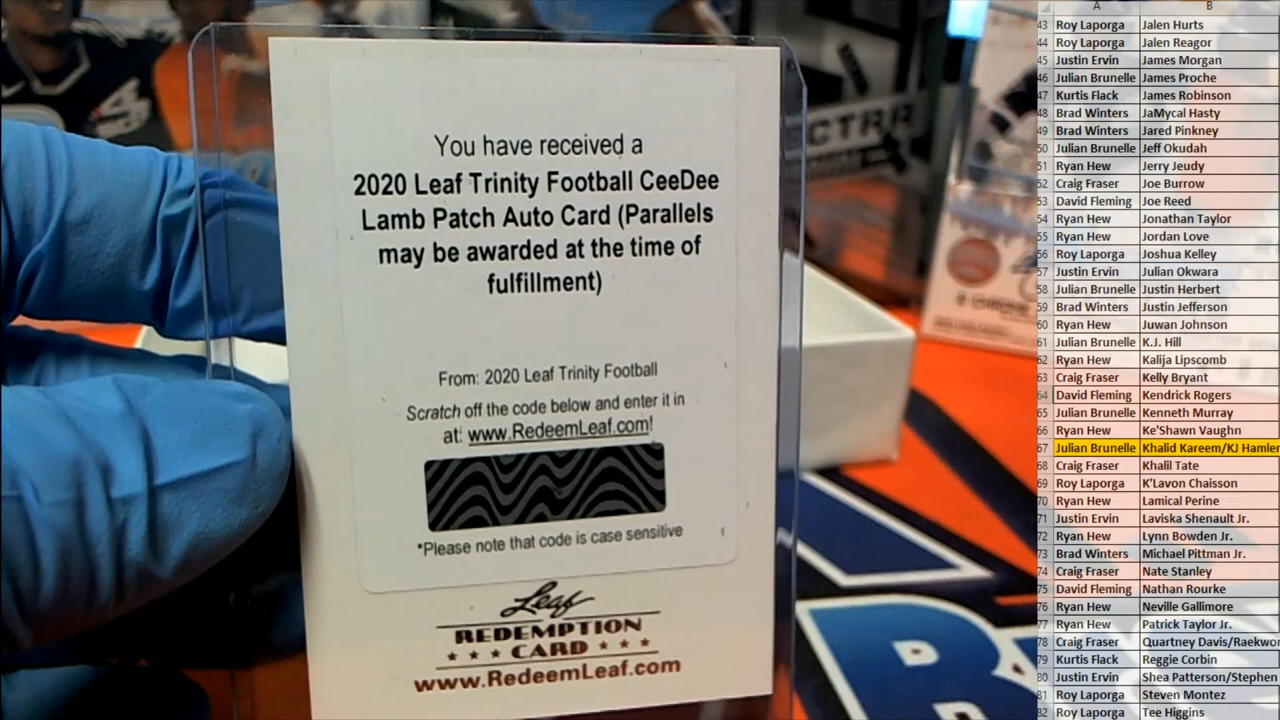 You have received a
2020 Leaf Trinity Football CeeDee
Lamb Patch Auto Card (Parallels
may be awarded at the time of
fulfillment)
From: 2020 Leaf Trinity Football
Scratch off the code below and enter it in
at: www.RedeemLeaf.com!
*Please note that code is case sensitive
Leaf
REDEMPTION
CARD
www.RedeemLeaf.com
A B
43 Roy Laporga Jalen Hurts
44 Roy Laporga Jalen Reagor
45 Justin Ervin James Morgan
46 Julian Brunelle James Proche
47 Kurtis Flack James Robinson
48 Brad Winters JaMycal Hasty
49 Brad Winters Jared Pinkney
50 Julian Brunelle Jeff Okudah
51 Ryan Hew Jerry Jeudy
52 Craig Fraser Joe Burrow
53 David Fleming Joe Reed
54 Ryan Hew Jonathan Taylor
55 Ryan Hew Jordan Love
56 Roy Laporga Joshua Kelley
57 Justin Ervin Julian Okwara
58 Julian Brunelle Justin Herbert
59 Brad Winters Justin Jefferson
60 Ryan Hew Juwan Johnson
61 Julian Brunelle K.J. Hill
62 Ryan Hew Kalija Lipscomb
63 Craig Fraser Kelly Bryant
64 David Fleming Kendrick Rogers
65 Julian Brunelle Kenneth Murray
66 Ryan Hew Ke'Shawn Vaughn
67 Julian Brunelle Khalid Kareem/KJ Hamler
68 Craig Fraser Khalil Tate
69 Roy Laporga K'Lavon Chaisson
70 Ryan Hew Lamical Perine
71 Justin Ervin Laviska Shenault Jr.
72 Ryan Hew Lynn Bowden Jr.
73 Brad Winters Michael Pittman Jr.
74 Craig Fraser Nate Stanley
75 David Fleming Nathan Rourke
76 Ryan Hew Neville Gallimore
77 Ryan Hew Patrick Taylor Jr.
78 Craig Fraser Quartney Davis/Raekwo
79 Kurtis Flack Reggie Corbin
80 Justin Ervin Shea Patterson/Stephen
81 Roy Laporga Steven Montez
82 Roy Laporga Tee Higgins